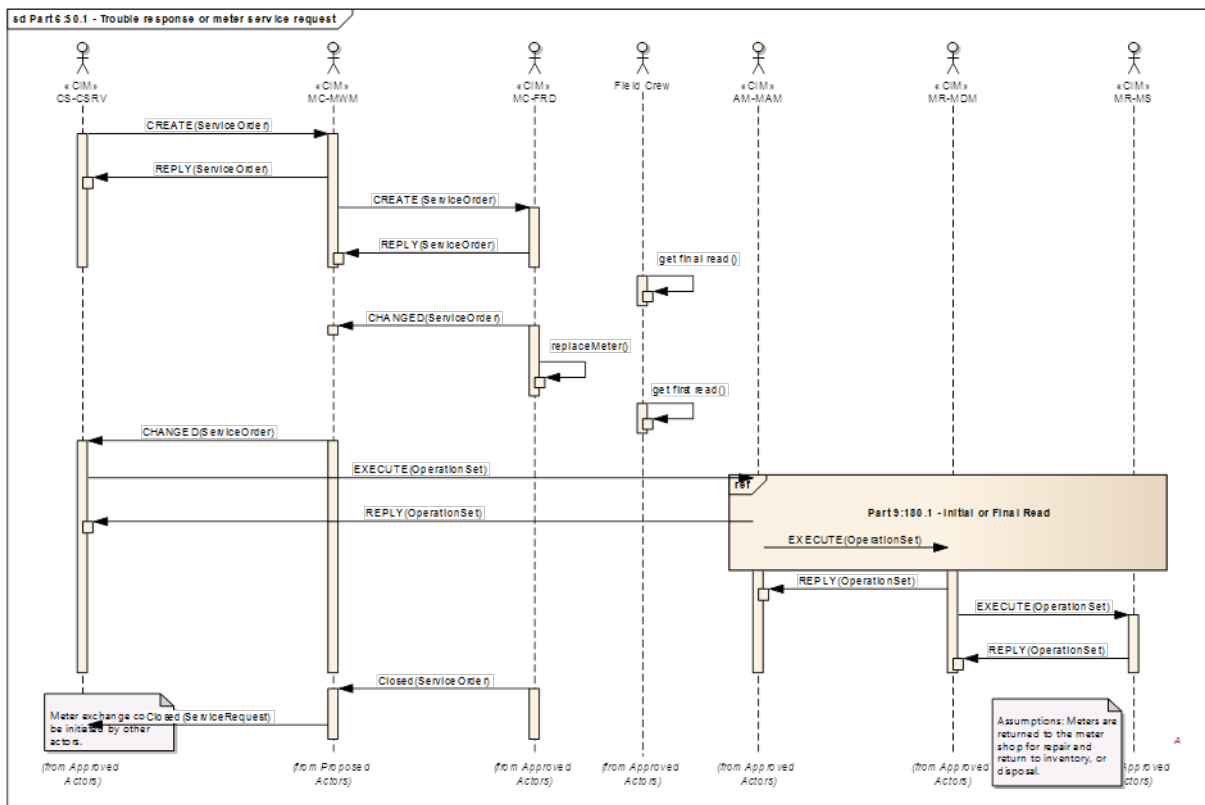 sd Part 6:50.1 - Trouble response or meter service request
«CIM»
CS-CSRV
«CIM»
MC-MWM
«CIM»
MC-FRD
Field Crew
«CIM»
AM-MAM
«CIM»
MR-MDM
«CIM»
MR-MS
CREATE(ServiceOrder)
REPLY(ServiceOrder)
CREATE(ServiceOrder)
REPLY(ServiceOrder)
get final read()
CHANGED(ServiceOrder)
replaceMeter()
get first read()
CHANGED(ServiceOrder)
EXECUTE(OperationSet)
ref
Part 9:180.1 - Initial or Final Read
REPLY(OperationSet)
EXECUTE(OperationSet)
REPLY(OperationSet)
EXECUTE(OperationSet)
REPLY(OperationSet)
Closed(ServiceOrder)
Closed(ServiceRequest)
Meter exchange co
be initiated by other
actors.
Assumptions: Meters are
returned to the meter
shop for repair and
return to inventory, or
disposal.
A
(from Approved
Actors)
(from Proposed
Actors)
(from Approved
Actors)
(from Approved
Actors)
(from Approved
Actors)
(from Approved
Actors)
Approved
Actors)